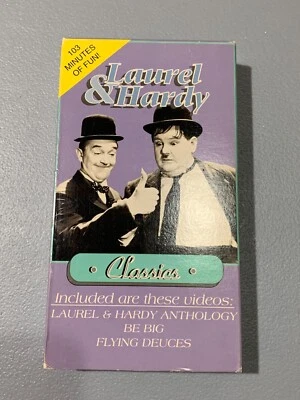 103
MINUTES
OF FUN!
Laurel
& Hardy
Classics
Included are these videos:
LAUREL & HARDY ANTHOLOGY
BE BIG
FLYING DEUCES